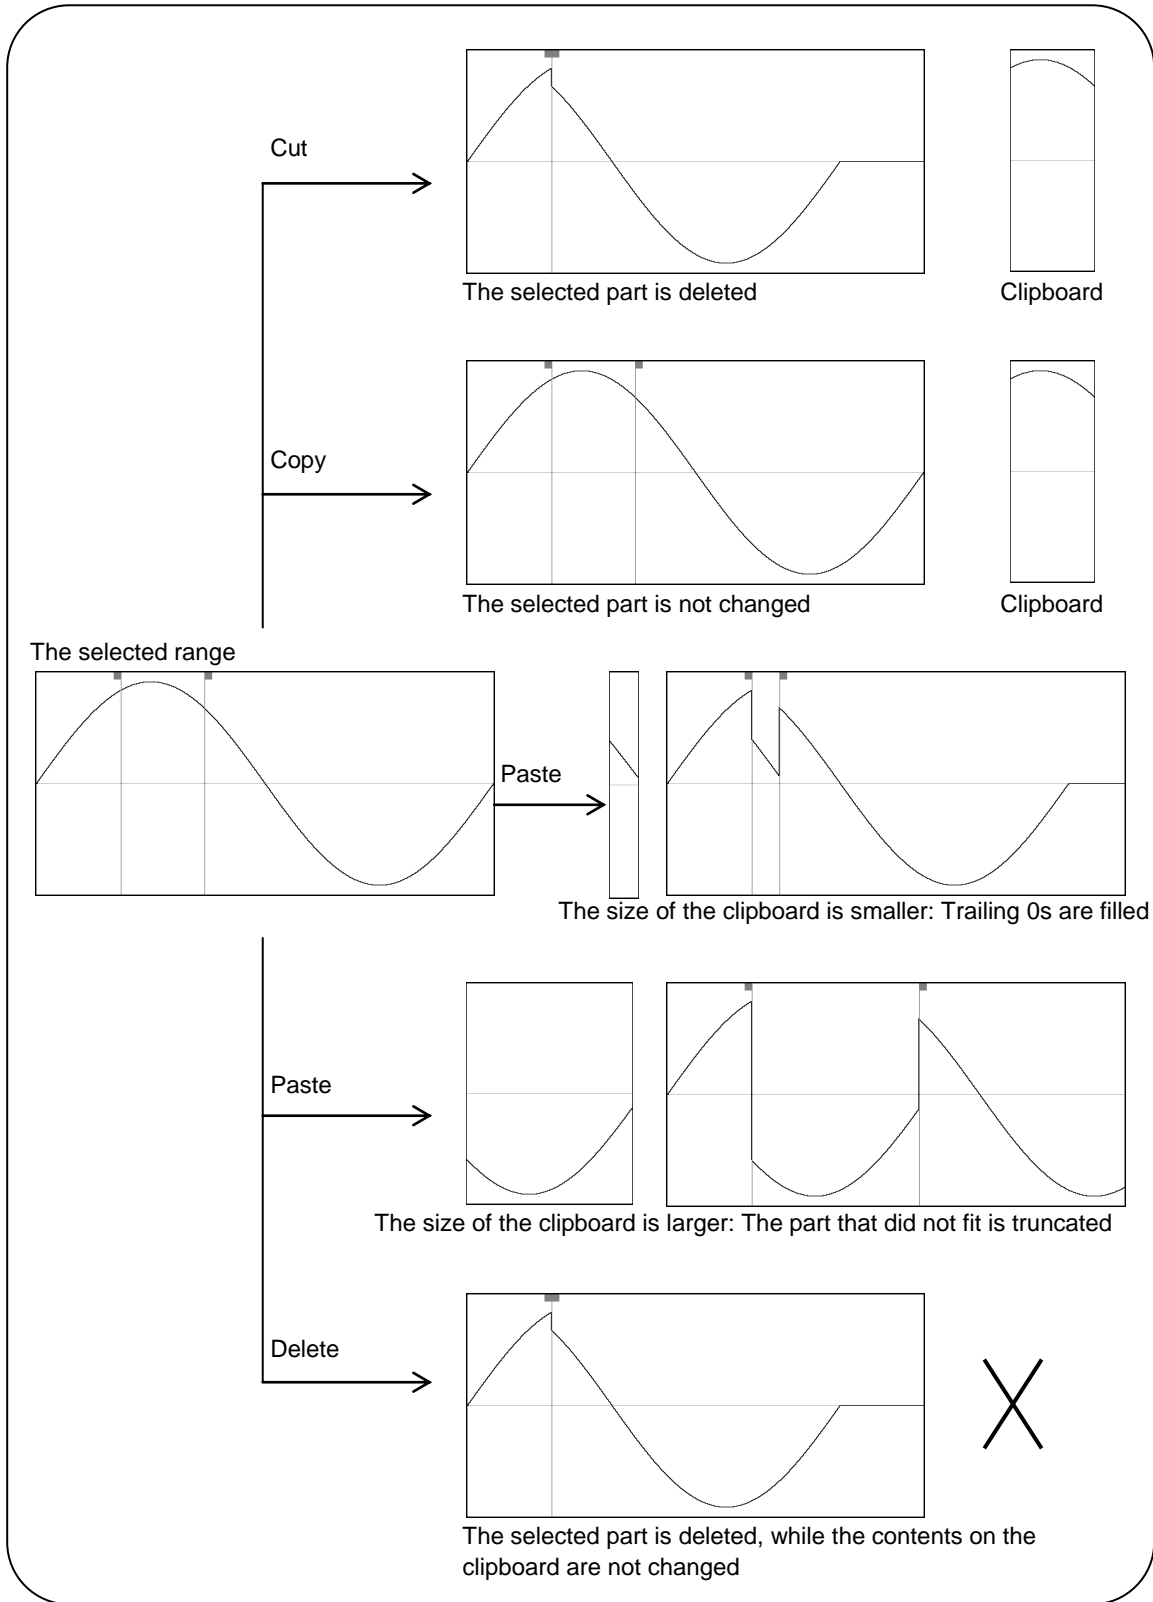 Cut
The selected part is deleted
Clipboard
Copy
The selected part is not changed
Clipboard
The selected range
Paste
The size of the clipboard is smaller: Trailing 0s are filled
Paste
The size of the clipboard is larger: The part that did not fit is truncated
Delete
The selected part is deleted, while the contents on the
clipboard are not changed